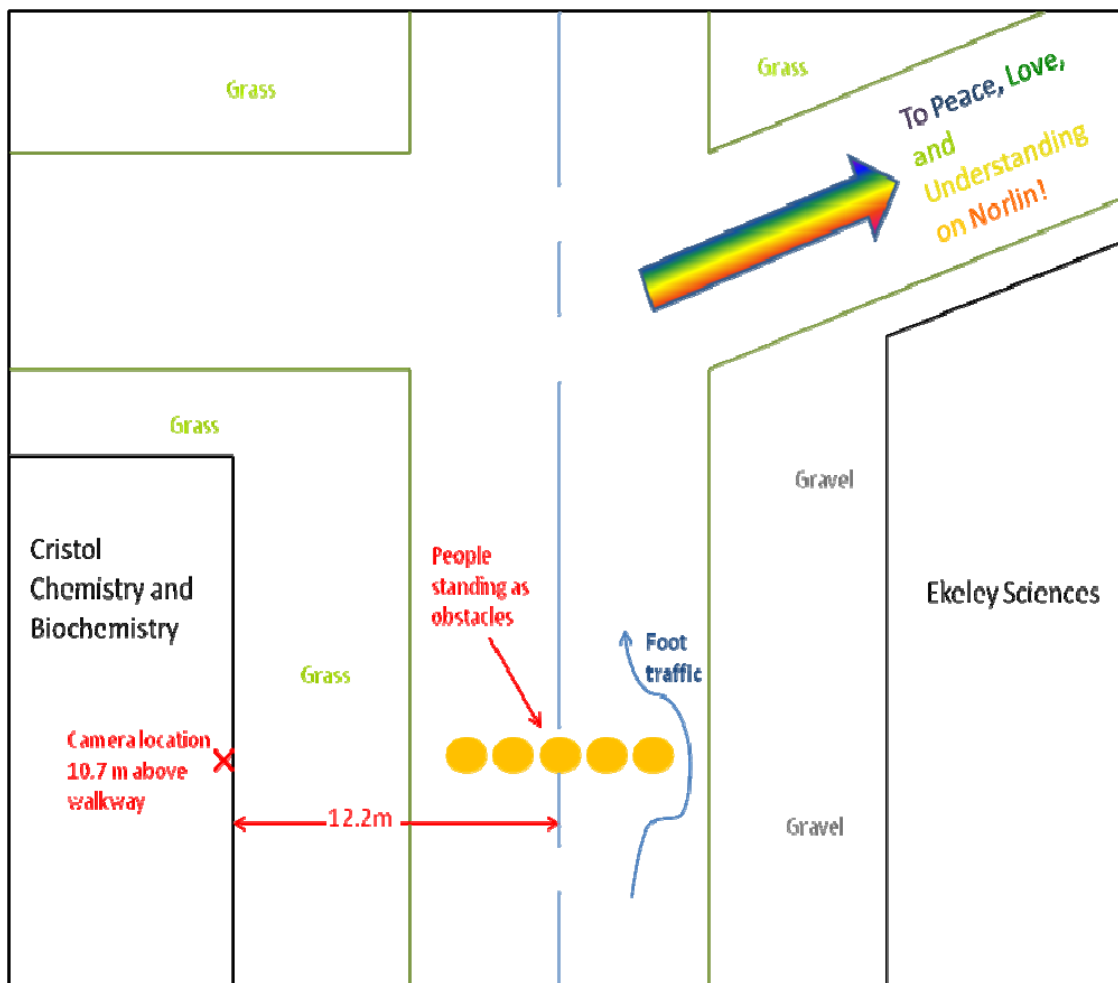 Grass
Grass
To Peace, Love,
and
Understanding
on Norlin!
Grass
Gravel
Cristol
Chemistry and
Biochemistry
People
standing as
obstacles
Ekeley Sciences
Foot
traffic
Grass
Camera location
10.7 m above
walkway
12.2m
Gravel